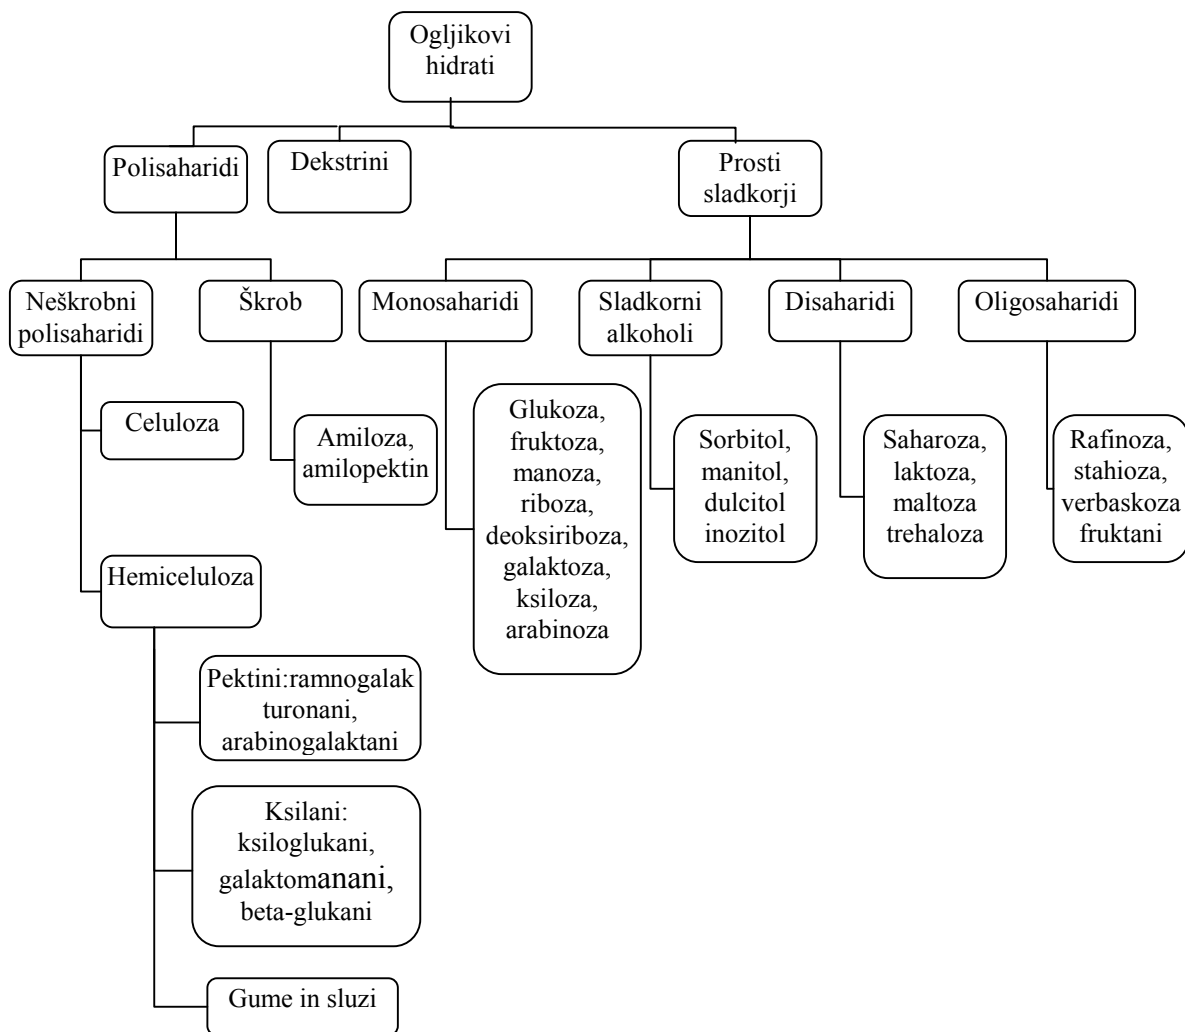 Ogljikovi
hidrati
Polisaharidi
Dekstrini
Prosti
sladkorji
Neškrobni
polisaharidi
Škrob
Monosaharidi
Sladkorni
alkoholi
Disaharidi
Oligosaharidi
Celuloza
Amiloza,
amilopektin
Glukoza,
fruktoza,
manoza,
riboza,
deoksiriboza,
galaktoza,
ksiloza,
arabinoza
Sorbitol,
manitol,
dulcitol
inozitol
Saharoza,
laktoza,
maltoza
trehaloza
Rafinoza,
stahioza,
verbaskoza
fruktani
Hemiceluloza
Pektini:ramnogalak
turonani,
arabinogalaktani
Ksilani:
ksiloglukani,
galaktomanani,
beta-glukani
Gume in sluzi